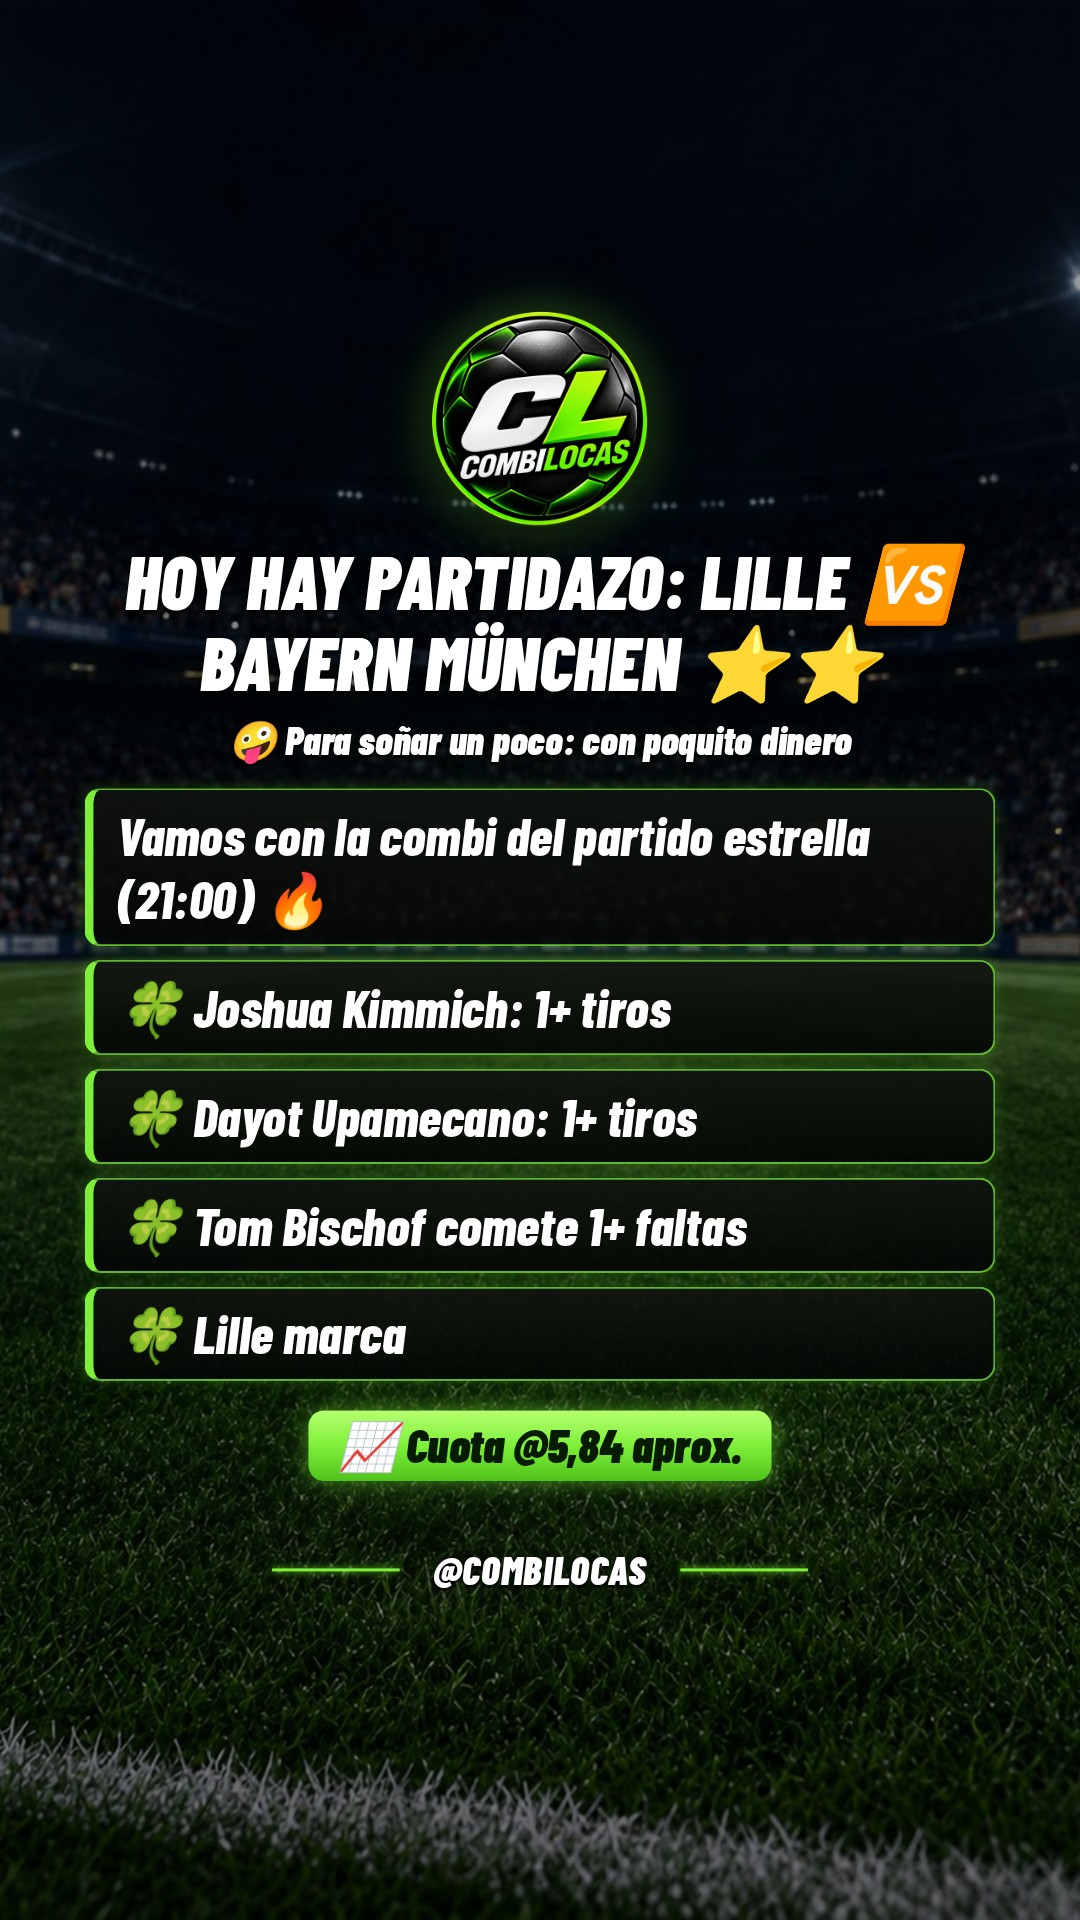 CL
COMBILOCAS
HOY HAY PARTIDAZO: LILLE 🆚
BAYERN MÜNCHEN ⭐⭐
🤪 Para soñar un poco: con poquito dinero
Vamos con la combi del partido estrella
(21:00) 🔥
🍀 Joshua Kimmich: 1+ tiros
🍀 Dayot Upamecano: 1+ tiros
🍀 Tom Bischof comete 1+ faltas
🍀 Lille marca
📈 Cuota @5,84 aprox.
@COMBILOCAS